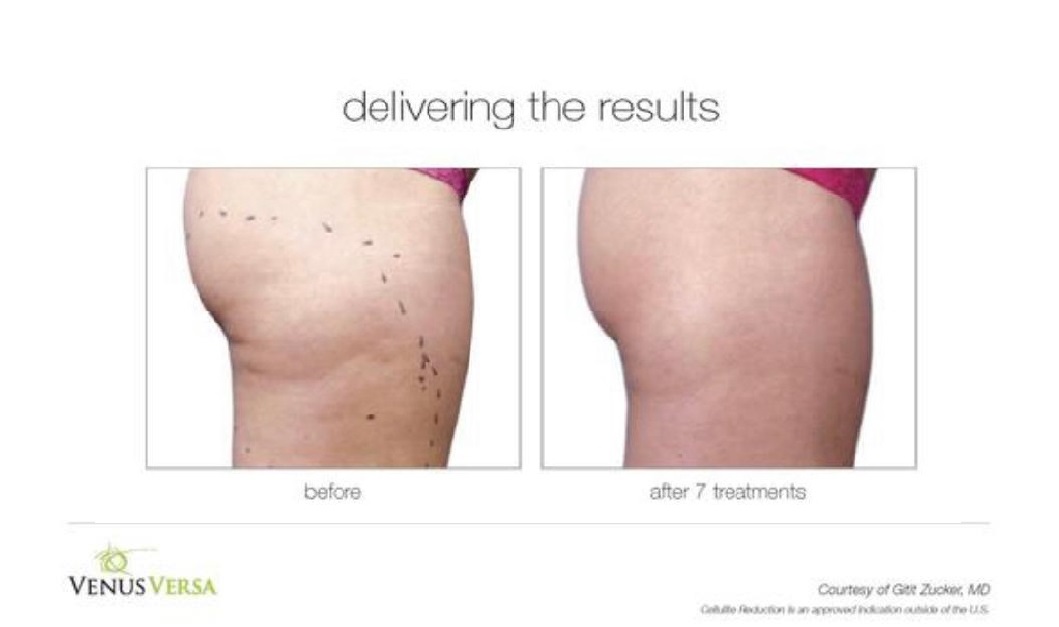 delivering the results
before
after 7 treatments
VENUS VERSA
Courtesy of Gitit Zucker, MD
Cellulite Reduction is an approved indication outside of the U.S.